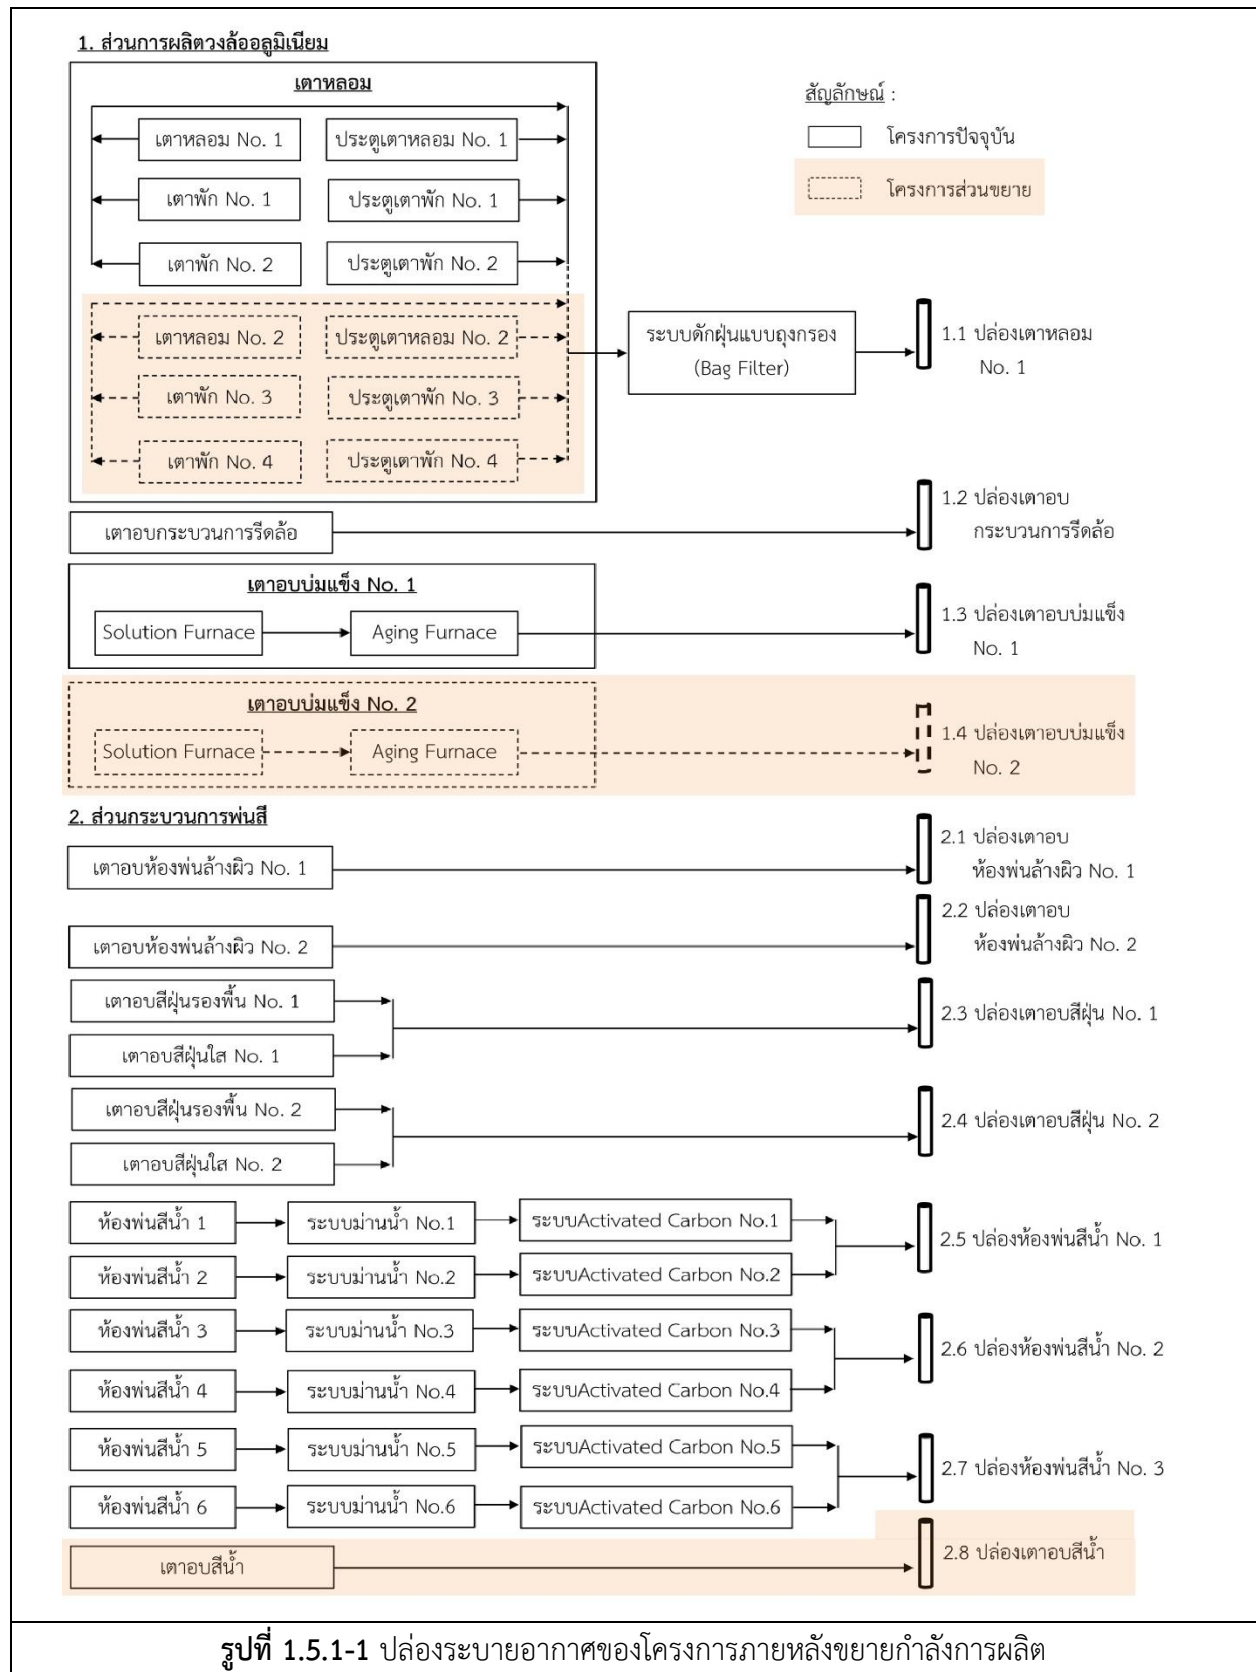 1. ส่วนการผลิตวงล้ออลูมิเนียม
เตาหลอม
สัญลักษณ์ :
เตาหลอม No. 1
ประตูเตาหลอม No. 1
โครงการปัจจุบัน
เตาพัก No. 1
ประตูเตาพัก No. 1
โครงการส่วนขยาย
เตาพัก No. 2
ประตูเตาพัก No. 2
เตาหลอม No. 2
ประตูเตาหลอม No. 2
เตาพัก No. 3
ประตูเตาพัก No. 3
เตาพัก No. 4
ประตูเตาพัก No. 4
ระบบดักฝุ่นแบบถุงกรอง
(Bag Filter)
1.1 ปล่องเตาหลอม
No. 1
เตาอบกระบวนการรีดล้อ
1.2 ปล่องเตาอบ
กระบวนการรีดล้อ
เตาอบบ่มแข็ง No. 1
Solution Furnace
Aging Furnace
1.3 ปล่องเตาอบบ่มแข็ง
No. 1
เตาอบบ่มแข็ง No. 2
Solution Furnace
Aging Furnace
1.4 ปล่องเตาอบบ่มแข็ง
No. 2
2. ส่วนกระบวนการพ่นสี
เตาอบห้องพ่นล้างผิว No. 1
2.1 ปล่องเตาอบ
ห้องพ่นล้างผิว No. 1
เตาอบห้องพ่นล้างผิว No. 2
2.2 ปล่องเตาอบ
ห้องพ่นล้างผิว No. 2
เตาอบสีฝุ่นรองพื้น No. 1
เตาอบสีฝุ่นใส No. 1
2.3 ปล่องเตาอบสีฝุ่น No. 1
เตาอบสีฝุ่นรองพื้น No. 2
เตาอบสีฝุ่นใส No. 2
2.4 ปล่องเตาอบสีฝุ่น No. 2
ห้องพ่นสีน้ำ 1
ระบบม่านน้ำ No.1
ระบบActivated Carbon No.1
ห้องพ่นสีน้ำ 2
ระบบม่านน้ำ No.2
ระบบActivated Carbon No.2
2.5 ปล่องห้องพ่นสีน้ำ No. 1
ห้องพ่นสีน้ำ 3
ระบบม่านน้ำ No.3
ระบบActivated Carbon No.3
ห้องพ่นสีน้ำ 4
ระบบม่านน้ำ No.4
ระบบActivated Carbon No.4
2.6 ปล่องห้องพ่นสีน้ำ No. 2
ห้องพ่นสีน้ำ 5
ระบบม่านน้ำ No.5
ระบบActivated Carbon No.5
ห้องพ่นสีน้ำ 6
ระบบม่านน้ำ No.6
ระบบActivated Carbon No.6
2.7 ปล่องห้องพ่นสีน้ำ No. 3
เตาอบสีน้ำ
2.8 ปล่องเตาอบสีน้ำ
รูปที่ 1.5.1-1 ปล่องระบายอากาศของโครงการภายหลังขยายกำลังการผลิต